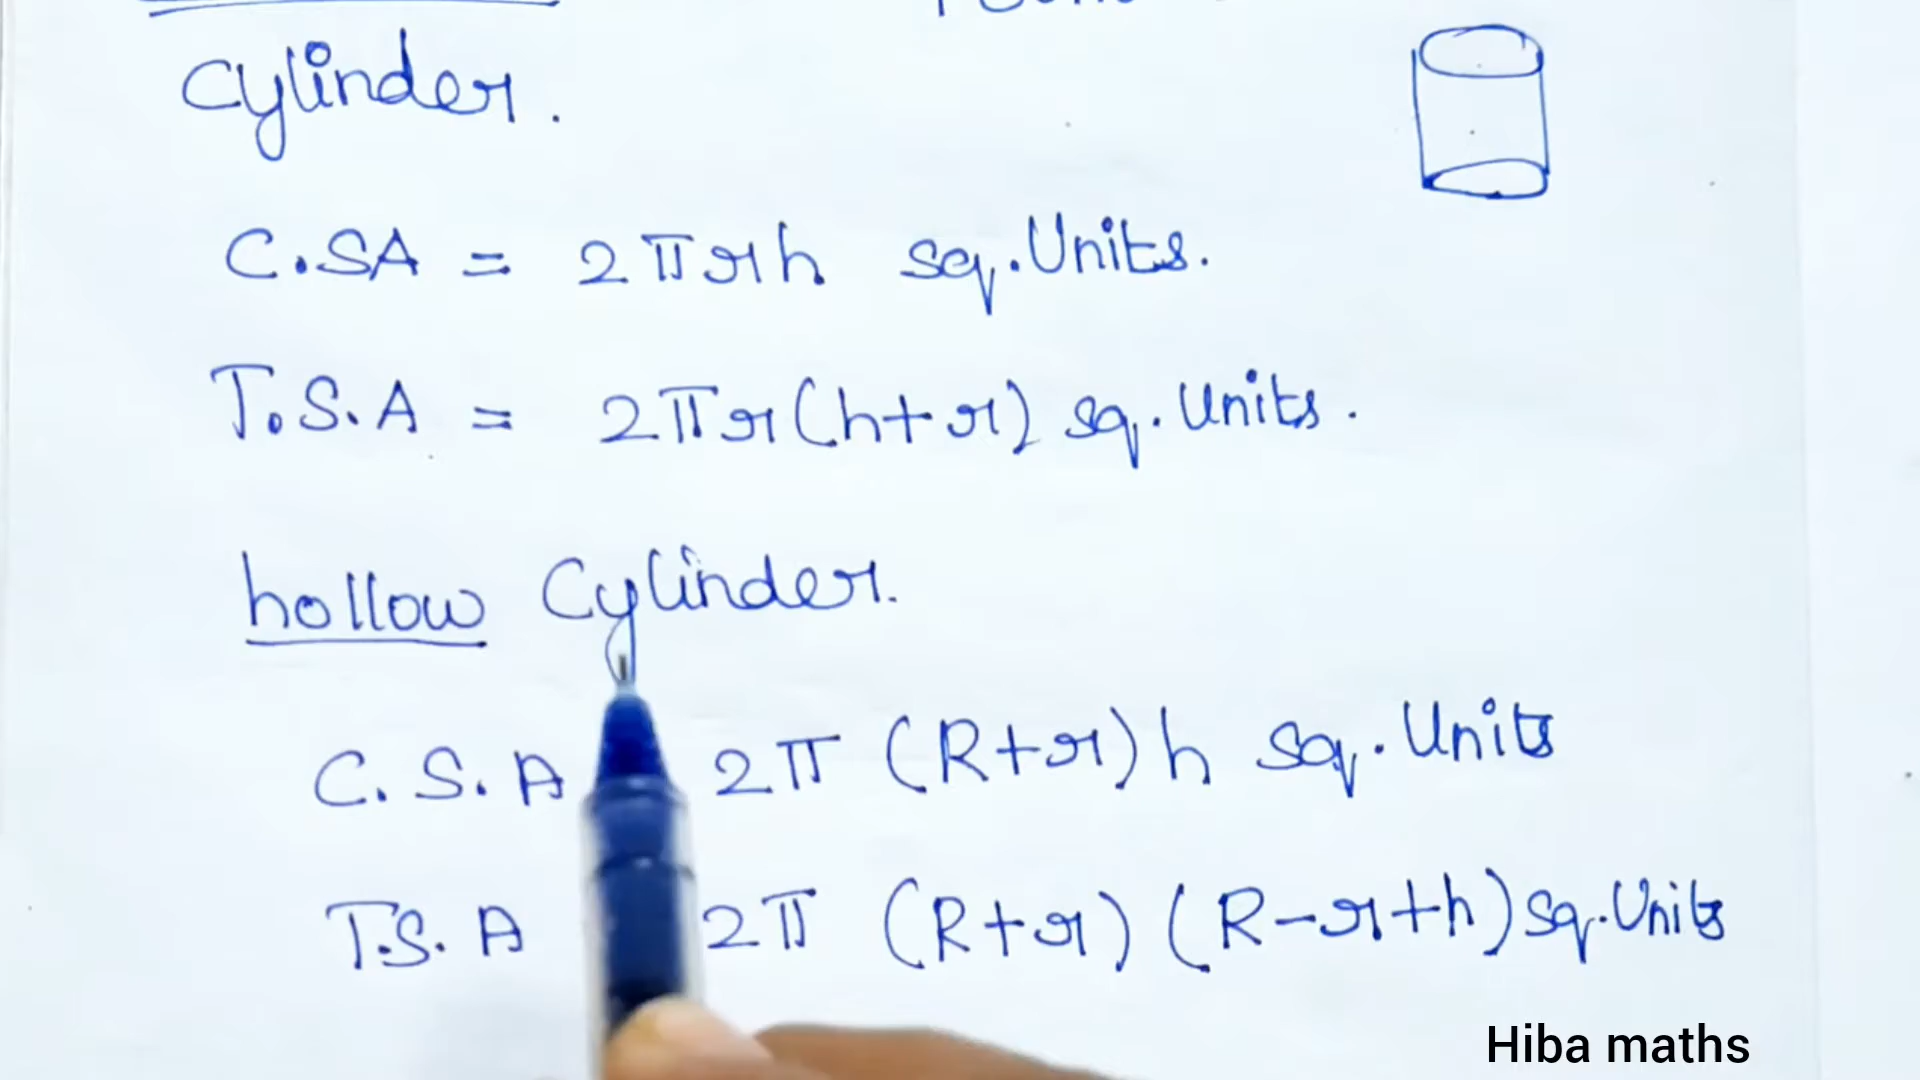 Cylinder.
C.SA = 2πrh sq.Units.
T.S.A = 2πr(h+r) sq.Units.
hollow Cylinder.
C.S.A 2π (R+r)h sq.Units
T.S.A 2π (R+r) (R-r+h) sq.Units
Hiba maths